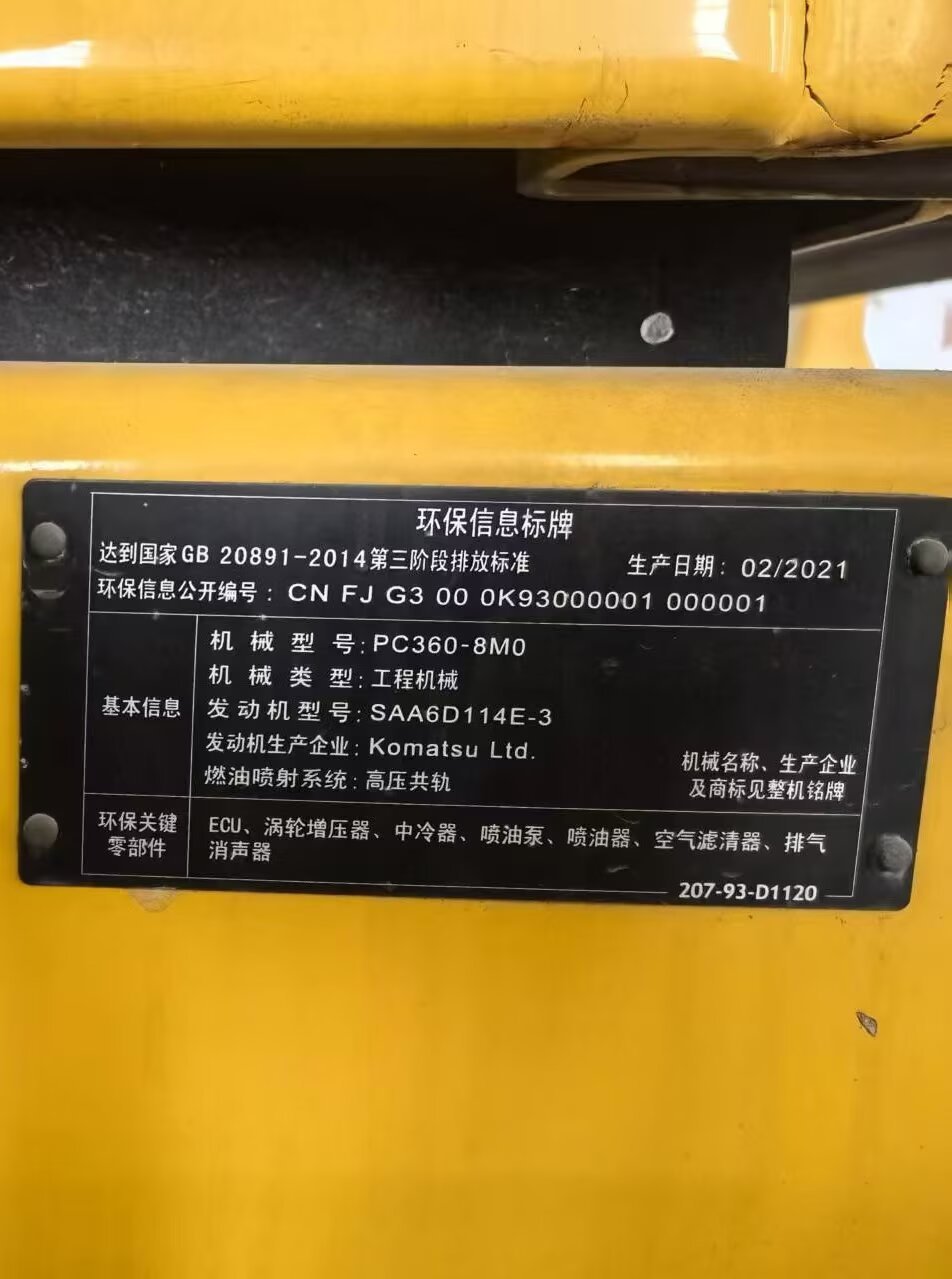 环保信息标牌
达到国家GB 20891-2014第三阶段排放标准 生产日期: 02/2021
环保信息公开编号: CN FJ G3 00 0K93000001 000001
基本信息
机械型号:PC360-8M0
机械类型:工程机械
发动机型号:SAA6D114E-3
发动机生产企业:Komatsu Ltd.
燃油喷射系统:高压共轨
机械名称、生产企业
及商标见整机铭牌
环保关键
零部件
ECU、涡轮增压器、中冷器、喷油泵、喷油器、空气滤清器、排气
消声器
207-93-D1120